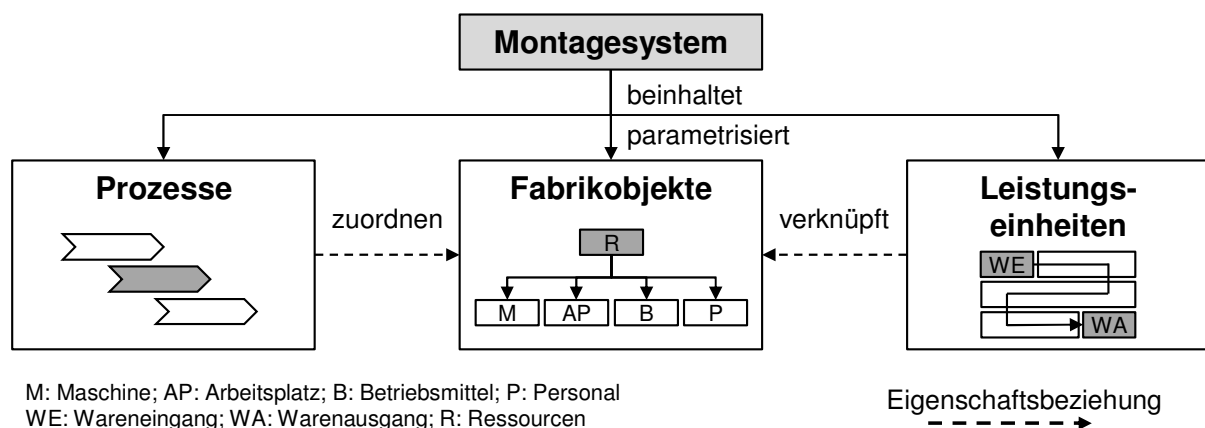 Montagesystem
beinhaltet
parametrisiert
Prozesse
zuordnen
Fabrikobjekte
R
M
AP
B
P
verknüpft
Leistungs-
einheiten
WE
WA
M: Maschine; AP: Arbeitsplatz; B: Betriebsmittel; P: Personal
WE: Wareneingang; WA: Warenausgang; R: Ressourcen
Eigenschaftsbeziehung